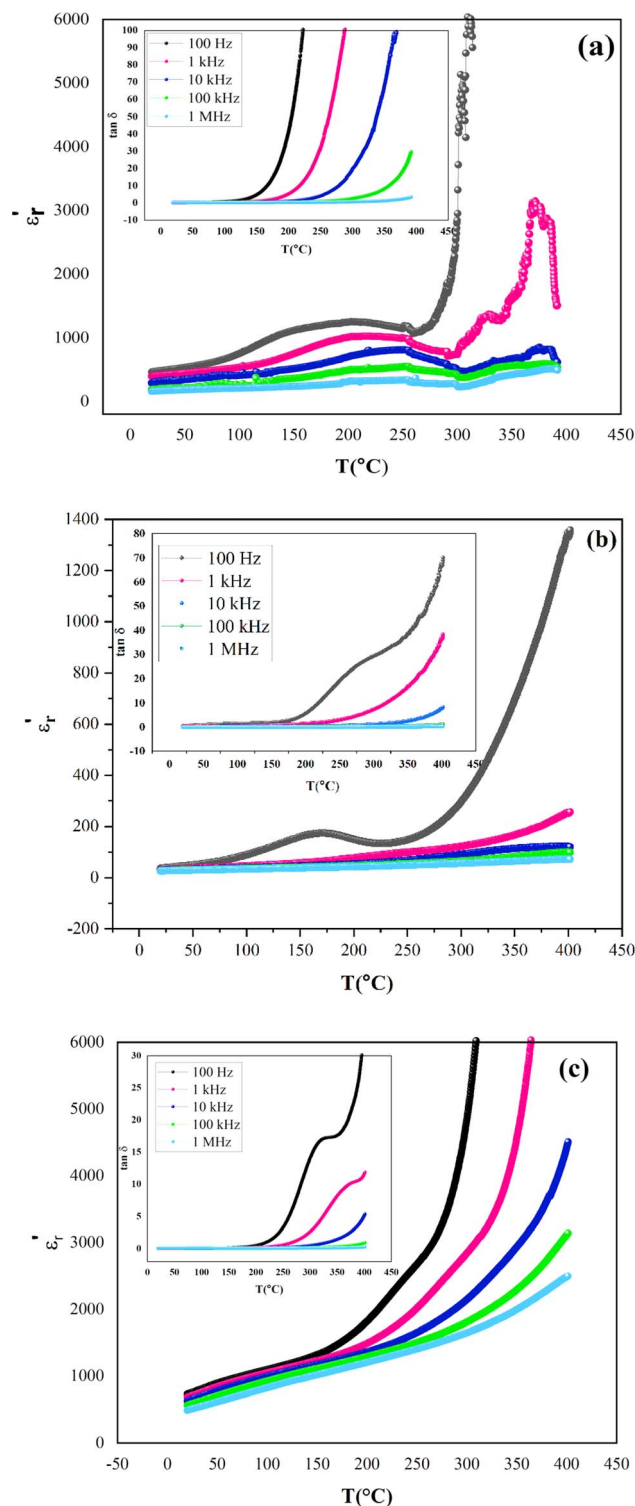 (a)
6000
5000
4000
3000
2000
1000
0
εr'
100
90
80
70
60
50
40
30
20
10
0
-10
tan δ
100 Hz
1 kHz
10 kHz
100 kHz
1 MHz
0 50 100 150 200 250 300 350 400 450
T(°C)
0 50 100 150 200 250 300 350 400 450
T(°C)
(b)
1400
1200
1000
800
600
400
200
0
-200
εr'
80
70
60
50
40
30
20
10
0
-10
tan δ
100 Hz
1 kHz
10 kHz
100 kHz
1 MHz
0 50 100 150 200 250 300 350 400 450
T(°C)
0 50 100 150 200 250 300 350 400 450
T(°C)
(c)
6000
5000
4000
3000
2000
1000
0
εr'
30
25
20
15
10
5
0
tan δ
100 Hz
1 kHz
10 kHz
100 kHz
1 MHz
0 50 100 150 200 250 300 350 400 450
T(°C)
-50 0 50 100 150 200 250 300 350 400 450
T(°C)